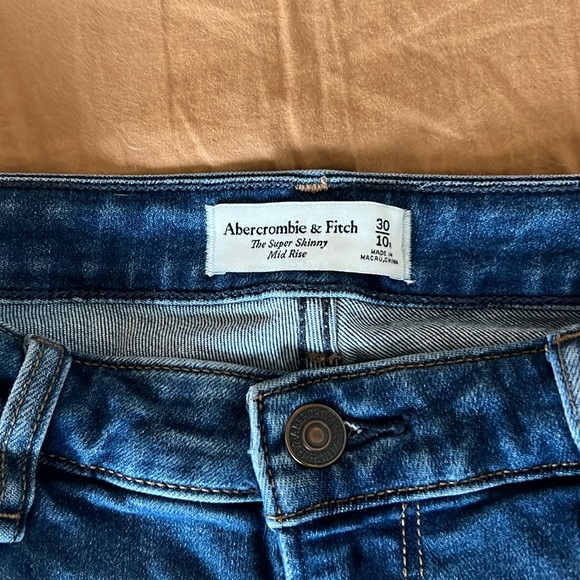 Abercrombie & Fitch
The Super Skinny
Mid Rise
30
10
MADE IN
MACAU, CHINA